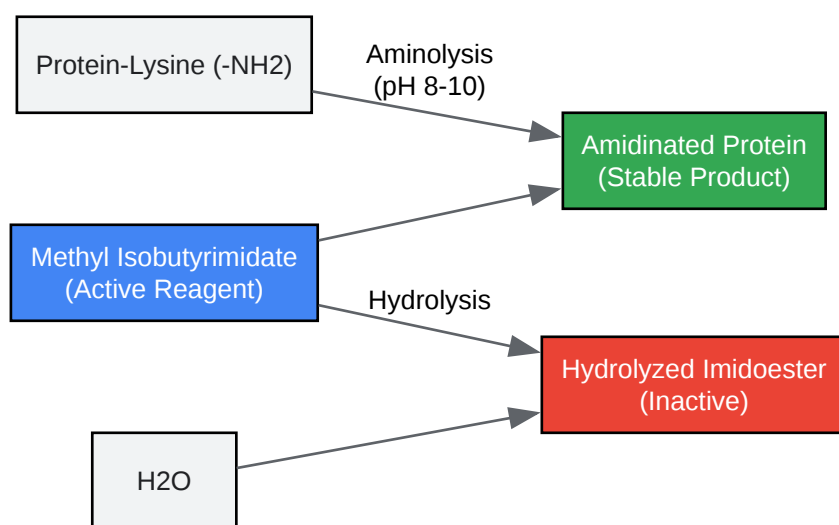 Protein-Lysine (-NH2)
Aminolysis
(pH 8-10)
Amidinated Protein
(Stable Product)
Methyl Isobutyrimidate
(Active Reagent)
Hydrolysis
Hydrolyzed Imidoester
(Inactive)
H2O